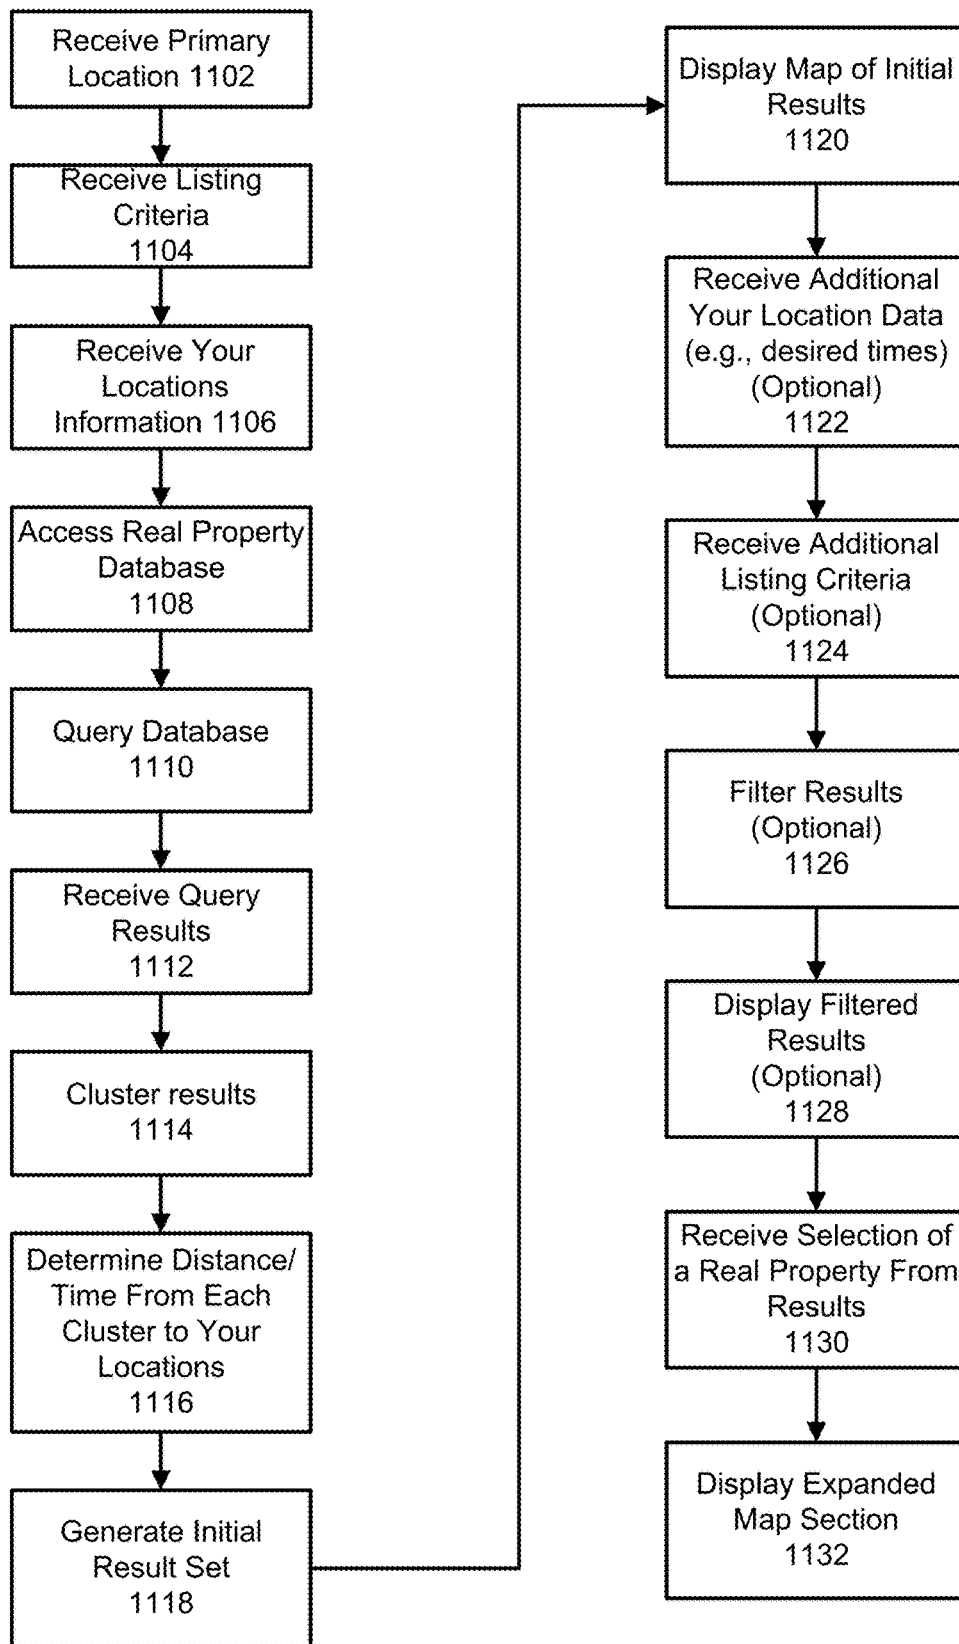 Receive Primary
Location 1102
Receive Listing
Criteria
1104
Receive Your
Locations
Information 1106
Access Real Property
Database
1108
Query Database
1110
Receive Query
Results
1112
Cluster results
1114
Determine Distance/
Time From Each
Cluster to Your
Locations
1116
Generate Initial
Result Set
1118
Display Map of Initial
Results
1120
Receive Additional
Your Location Data
(e.g., desired times)
(Optional)
1122
Receive Additional
Listing Criteria
(Optional)
1124
Filter Results
(Optional)
1126
Display Filtered
Results
(Optional)
1128
Receive Selection of
a Real Property From
Results
1130
Display Expanded
Map Section
1132